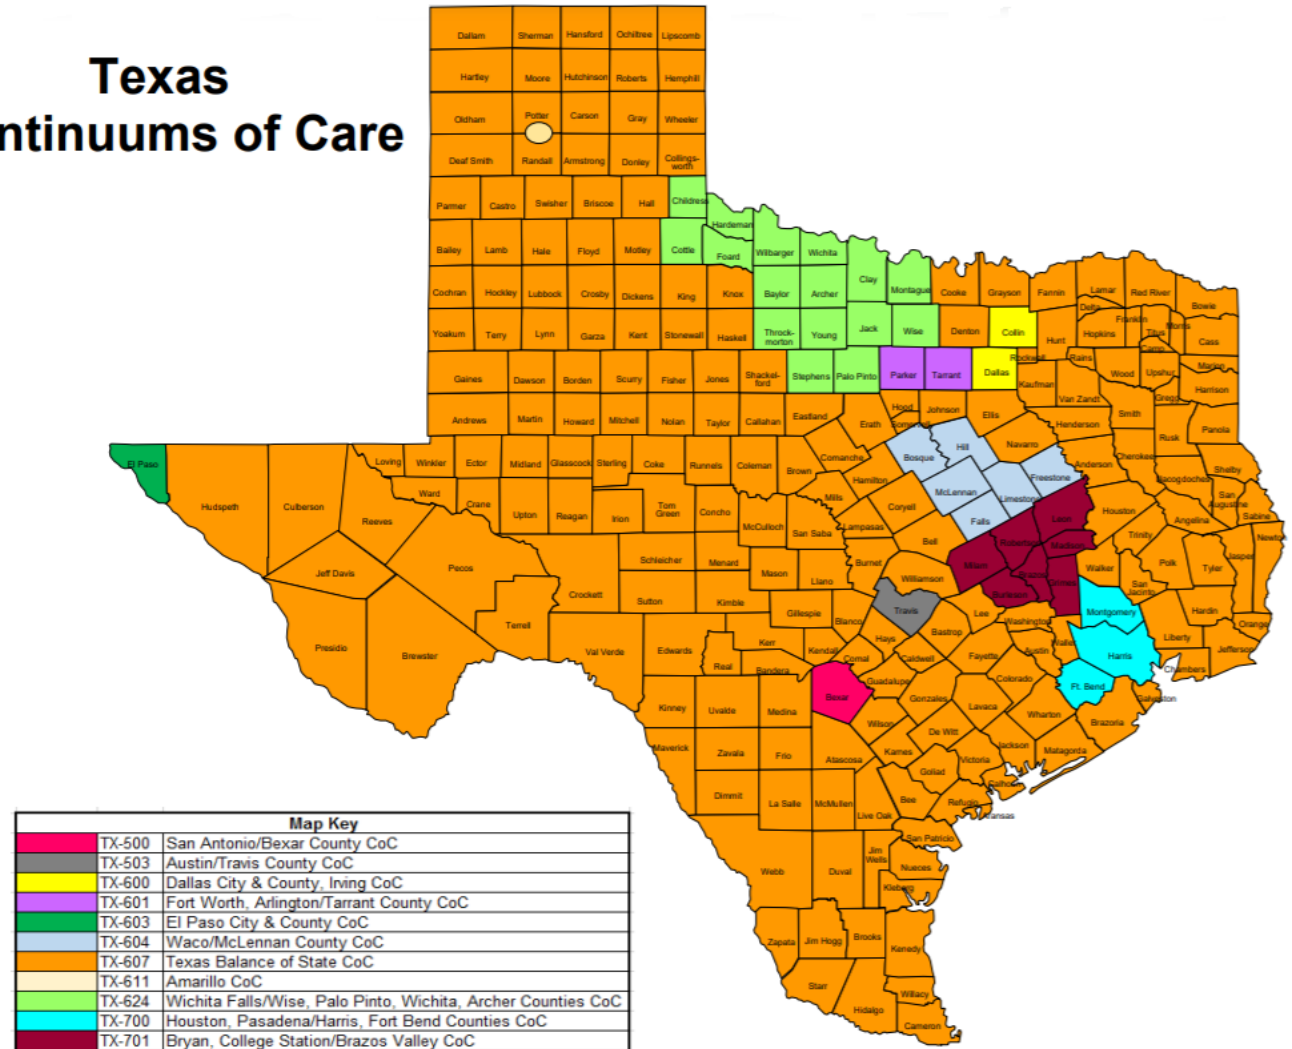 Texas
ntinuums of Care
Dallam Sherman Hansford Ochiltree Lipscomb
Hartley Moore Hutchinson Roberts Hemphill
Oldham Potter Carson Gray Wheeler
Deaf Smith Randall Armstrong Donley Collings-
worth
Parmer Castro Swisher Briscoe Hall Childress
Hardeman
Bailey Lamb Hale Floyd Motley Cottle Foard Wilbarger Wichita
Clay
Montague
Cochran Hockley Lubbock Crosby Dickens King Knox Baylor Archer Cooke Grayson Fannin Lamar Red River Bowie
Delta Franklin Morris
Titus
Yoakum Terry Lynn Garza Kent Stonewall Haskell Throck-
morton Young Jack Wise Denton Collin Hunt Hopkins Camp Cass
Rockwall Rains Marion
Gaines Dawson Borden Scurry Fisher Jones Shackel-
ford Stephens Palo Pinto Parker Tarrant Dallas Kaufman Wood Upshur Harrison
Van Zandt Gregg
Andrews Martin Howard Mitchell Nolan Taylor Callahan Eastland Erath Hood Johnson Ellis Henderson Smith Rusk Panola
Somervell
El Paso Loving Winkler Ector Midland Glasscock Sterling Coke Runnels Coleman Brown Comanche Bosque Hill Navarro Anderson Cherokee Shelby
Hamilton Freestone Nacogdoches
Hudspeth Culberson Reeves Ward Crane Upton Reagan Irion Tom
Green Concho McCulloch San Saba Mills Coryell McLennan Limestone Leon Houston Angelina San
Augustine Sabine
Lampasas Falls Trinity Newton
Jeff Davis Pecos Schleicher Menard Mason Burnet Bell Robertson Madison Walker Polk Tyler Jasper
Crockett Sutton Kimble Llano Williamson Milam Brazos Grimes San
Jacinto
Burleson
Terrell Gillespie Blanco Travis Lee Washington Montgomery Hardin Orange
Presidio Brewster Val Verde Edwards Kerr Kendall Hays Bastrop Austin Waller Harris Liberty Jefferson
Real Bandera Comal Caldwell Fayette Chambers
Kinney Uvalde Medina Bexar Guadalupe Gonzales Colorado Ft. Bend Galveston
Wilson Lavaca Wharton Brazoria
Maverick Zavala Frio Atascosa Karnes De Witt Jackson Matagorda
Goliad Victoria
Calhoun
Dimmit La Salle McMullen Live Oak Bee Refugio Aransas
San Patricio
Webb Duval Jim
Wells Nueces
Kleberg
Zapata Jim Hogg Brooks Kenedy
Starr Hidalgo Willacy
Cameron
Map Key
TX-500 San Antonio/Bexar County CoC
TX-503 Austin/Travis County CoC
TX-600 Dallas City & County, Irving CoC
TX-601 Fort Worth, Arlington/Tarrant County CoC
TX-603 El Paso City & County CoC
TX-604 Waco/McLennan County CoC
TX-607 Texas Balance of State CoC
TX-611 Amarillo CoC
TX-624 Wichita Falls/Wise, Palo Pinto, Wichita, Archer Counties CoC
TX-700 Houston, Pasadena/Harris, Fort Bend Counties CoC
TX-701 Bryan, College Station/Brazos Valley CoC